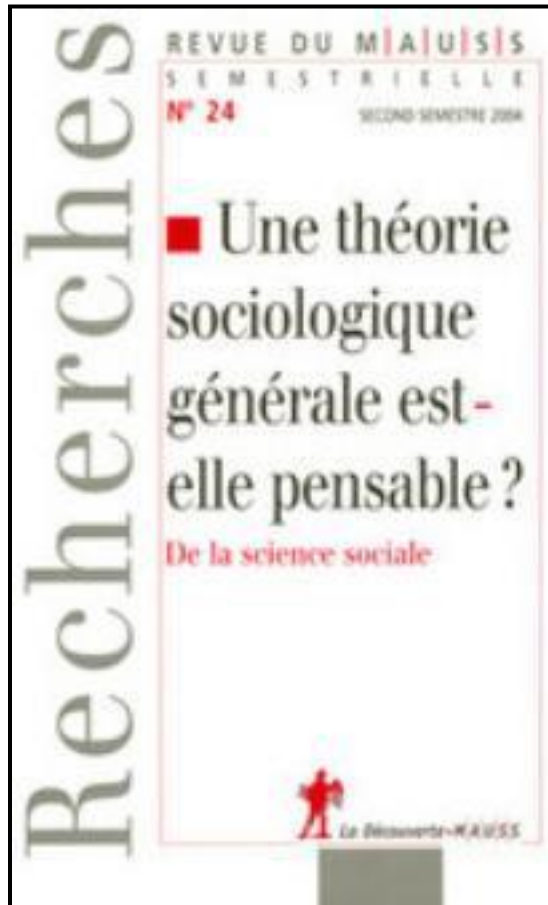 Recherches
REVUE DU M|A|U|S|S
SEMESTRIELLE
N° 24 SECOND SEMESTRE 2004
■ Une théorie
sociologique
générale est-
elle pensable ?
De la science sociale
La Découverte-M/A/U/S/S